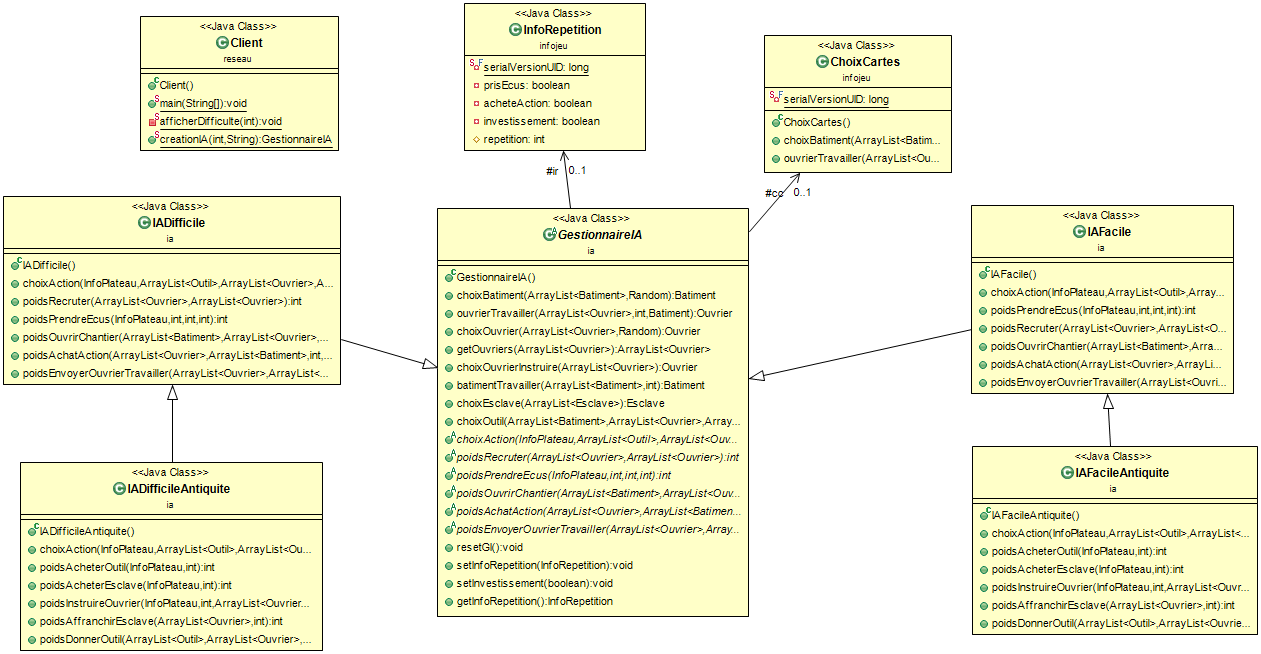 <<Java Class>>
Client
reseau
Client()
main(String[]):void
afficherDifficulte(int):void
creationIA(int,String):GestionnaireIA
<<Java Class>>
InfoRepetition
infojeu
serialVersionUID: long
prisEcus: boolean
acheteAction: boolean
investissement: boolean
repetition: int
<<Java Class>>
ChoixCartes
infojeu
serialVersionUID: long
ChoixCartes()
choixBatiment(ArrayList<Batim...
ouvrierTravailler(ArrayList<Ou...
#ir 0..1
#cc 0..1
<<Java Class>>
IADifficile
ia
IADifficile()
choixAction(InfoPlateau,ArrayList<Outil>,ArrayList<Ouvrier>,A...
poidsRecruter(ArrayList<Ouvrier>,ArrayList<Ouvrier>):int
poidsPrendreEcus(InfoPlateau,int,int,int):int
poidsOuvrirChantier(ArrayList<Batiment>,ArrayList<Ouvrier>,...
poidsAchatAction(ArrayList<Ouvrier>,ArrayList<Batiment>,int,...
poidsEnvoyerOuvrierTravailler(ArrayList<Ouvrier>,ArrayList<...
<<Java Class>>
GestionnaireIA
ia
GestionnaireIA()
choixBatiment(ArrayList<Batiment>,Random):Batiment
ouvrierTravailler(ArrayList<Ouvrier>,int,Batiment):Ouvrier
choixOuvrier(ArrayList<Ouvrier>,Random):Ouvrier
getOuvriers(ArrayList<Ouvrier>):ArrayList<Ouvrier>
choixOuvrierInstruire(ArrayList<Ouvrier>):Ouvrier
batimentTravailler(ArrayList<Batiment>,int):Batiment
choixEsclave(ArrayList<Esclave>):Esclave
choixOutil(ArrayList<Batiment>,ArrayList<Ouvrier>,Array...
choixAction(InfoPlateau,ArrayList<Outil>,ArrayList<Ouv...
poidsRecruter(ArrayList<Ouvrier>,ArrayList<Ouvrier>):int
poidsPrendreEcus(InfoPlateau,int,int,int):int
poidsOuvrirChantier(ArrayList<Batiment>,ArrayList<Ouv...
poidsAchatAction(ArrayList<Ouvrier>,ArrayList<Batimen...
poidsEnvoyerOuvrierTravailler(ArrayList<Ouvrier>,Array...
resetGI():void
setInfoRepetition(InfoRepetition):void
setInvestissement(boolean):void
getInfoRepetition():InfoRepetition
<<Java Class>>
IAFacile
ia
IAFacile()
choixAction(InfoPlateau,ArrayList<Outil>,Array...
poidsPrendreEcus(InfoPlateau,int,int,int):int
poidsRecruter(ArrayList<Ouvrier>,ArrayList<O...
poidsOuvrirChantier(ArrayList<Batiment>,Arra...
poidsAchatAction(ArrayList<Ouvrier>,ArrayLi...
poidsEnvoyerOuvrierTravailler(ArrayList<Ouvri...
<<Java Class>>
IADifficileAntiquite
ia
IADifficileAntiquite()
choixAction(InfoPlateau,ArrayList<Outil>,ArrayList<Ou...
poidsAcheterOutil(InfoPlateau,int):int
poidsAcheterEsclave(InfoPlateau,int):int
poidsInstruireOuvrier(InfoPlateau,int,ArrayList<Ouvrier...
poidsAffranchirEsclave(ArrayList<Ouvrier>,int):int
poidsDonnerOutil(ArrayList<Outil>,ArrayList<Ouvrier>,...
<<Java Class>>
IAFacileAntiquite
ia
IAFacileAntiquite()
choixAction(InfoPlateau,ArrayList<Outil>,ArrayList<...
poidsAcheterOutil(InfoPlateau,int):int
poidsAcheterEsclave(InfoPlateau,int):int
poidsInstruireOuvrier(InfoPlateau,int,ArrayList<Ouvr...
poidsAffranchirEsclave(ArrayList<Ouvrier>,int):int
poidsDonnerOutil(ArrayList<Outil>,ArrayList<Ouvrie...